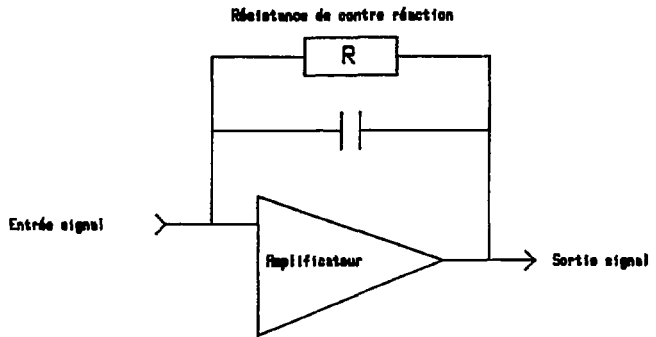 Résistance de contre réaction
R
Entrée signal
Amplificateur
Sortie signal